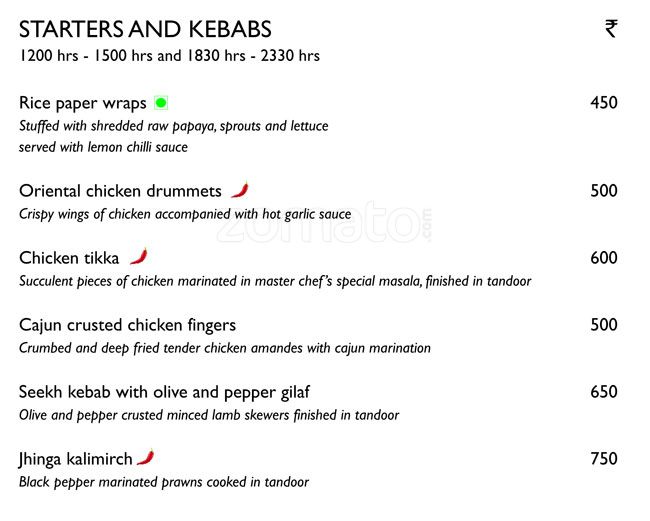 STARTERS AND KEBABS ₹
1200 hrs - 1500 hrs and 1830 hrs - 2330 hrs
Rice paper wraps 450
Stuffed with shredded raw papaya, sprouts and lettuce
served with lemon chilli sauce
Oriental chicken drummets 500
Crispy wings of chicken accompanied with hot garlic sauce
zomato.com
Chicken tikka 600
Succulent pieces of chicken marinated in master chef's special masala, finished in tandoor
Cajun crusted chicken fingers 500
Crumbed and deep fried tender chicken amandes with cajun marination
Seekh kebab with olive and pepper gilaf 650
Olive and pepper crusted minced lamb skewers finished in tandoor
Jhinga kalimirch 750
Black pepper marinated prawns cooked in tandoor